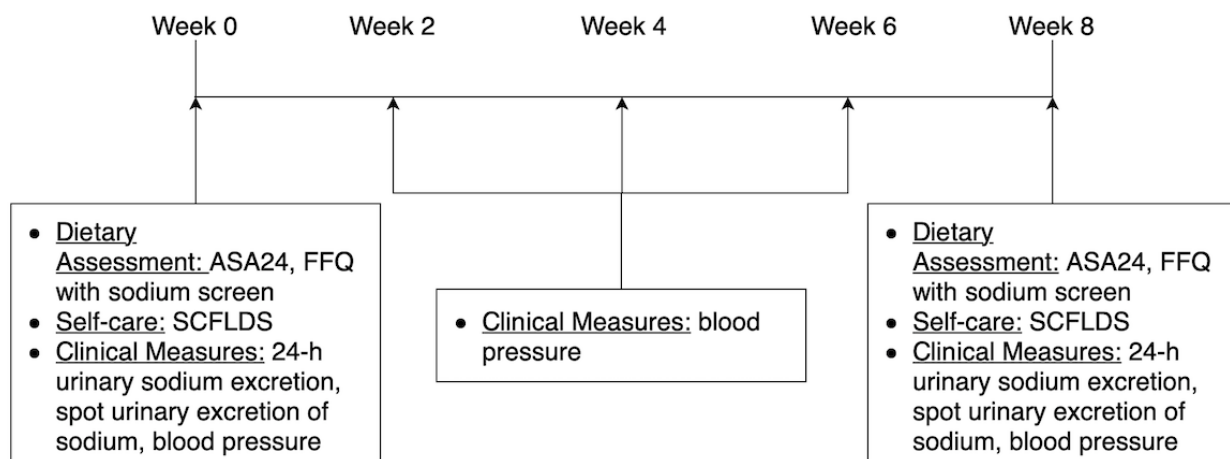 Week 0
Week 2
Week 4
Week 6
Week 8
• Dietary
Assessment: ASA24, FFQ
with sodium screen
• Self-care: SCFLDS
• Clinical Measures: 24-h
urinary sodium excretion,
spot urinary excretion of
sodium, blood pressure
• Clinical Measures: blood
pressure
• Dietary
Assessment: ASA24, FFQ
with sodium screen
• Self-care: SCFLDS
• Clinical Measures: 24-h
urinary sodium excretion,
spot urinary excretion of
sodium, blood pressure